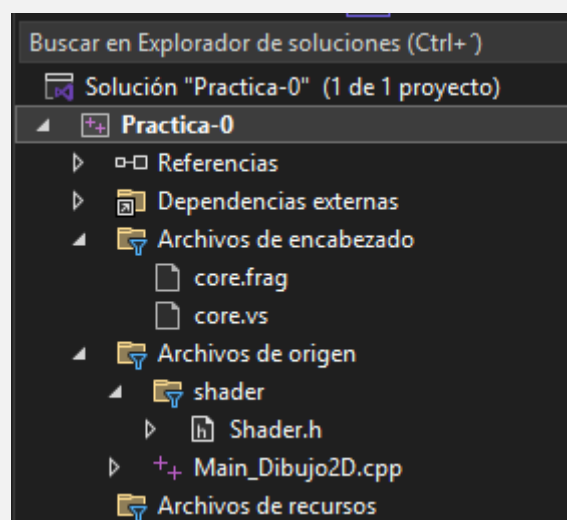 Buscar en Explorador de soluciones (Ctrl+´)
Solución "Practica-0" (1 de 1 proyecto)
Practica-0
Referencias
Dependencias externas
Archivos de encabezado
core.frag
core.vs
Archivos de origen
shader
Shader.h
Main_Dibujo2D.cpp
Archivos de recursos